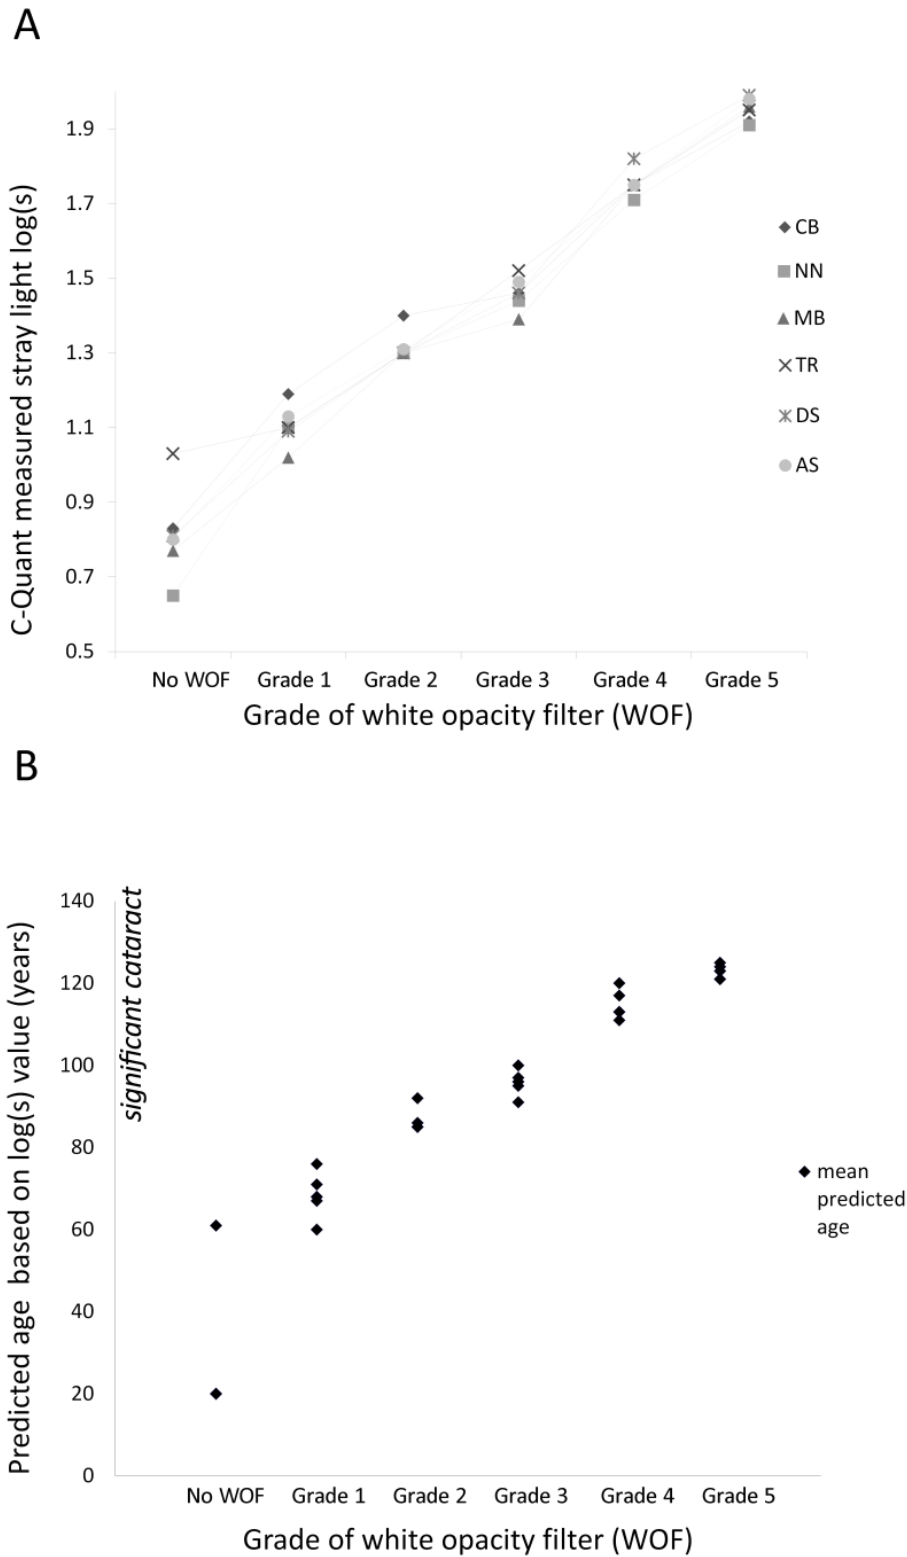 A
C-Quant measured stray light log(s)
1.9
1.7
1.5
1.3
1.1
0.9
0.7
0.5
CB
NN
MB
TR
DS
AS
No WOF Grade 1 Grade 2 Grade 3 Grade 4 Grade 5
Grade of white opacity filter (WOF)
B
Predicted age based on log(s) value (years)
140
120
100
80
60
40
20
0
significant cataract
mean
predicted
age
No WOF Grade 1 Grade 2 Grade 3 Grade 4 Grade 5
Grade of white opacity filter (WOF)